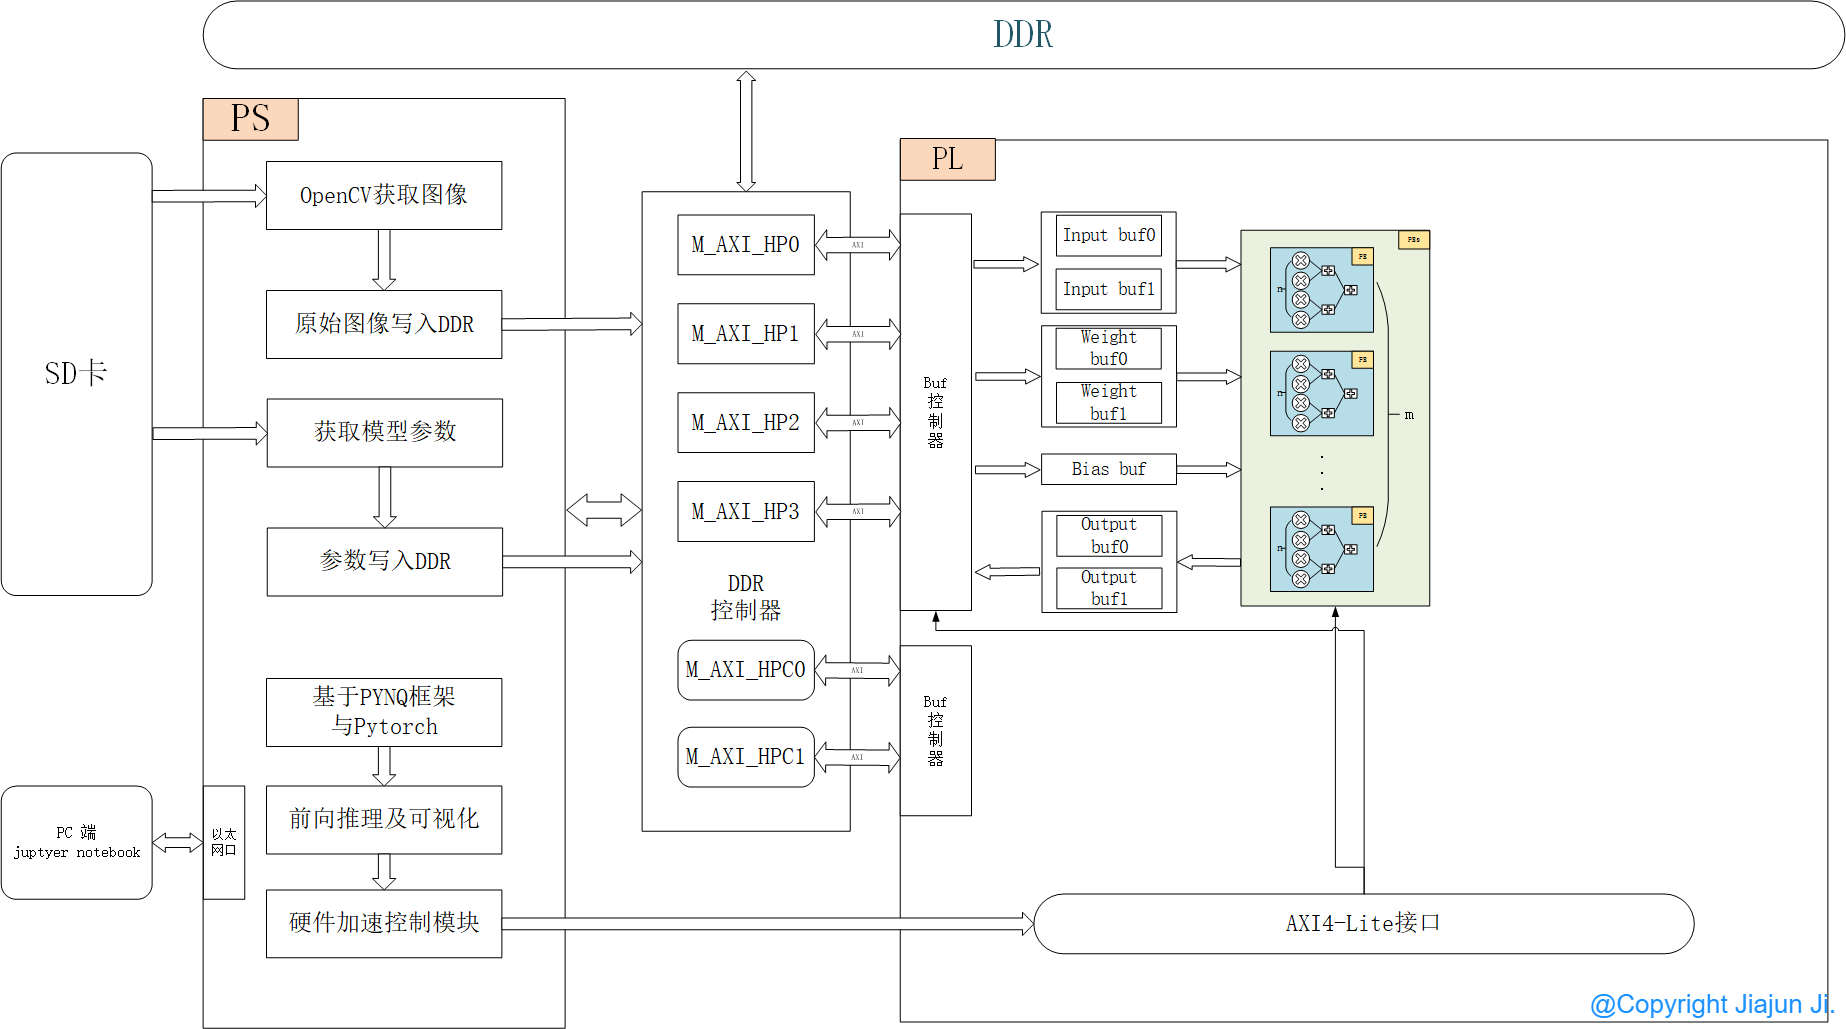 DDR
PS
OpenCV获取图像
原始图像写入DDR
SD卡
获取模型参数
参数写入DDR
基于PYNQ框架
与Pytorch
前向推理及可视化
硬件加速控制模块
PC 端
juptyer notebook
以太
网口
M_AXI_HP0
AXI
M_AXI_HP1
AXI
M_AXI_HP2
AXI
M_AXI_HP3
AXI
DDR
控制器
M_AXI_HPC0
AXI
M_AXI_HPC1
AXI
PL
Buf
控
制
器
Buf
控
制
器
Input buf0
Input buf1
Weight
buf0
Weight
buf1
Bias buf
Output
buf0
Output
buf1
PEs
PE
n
PE
n
.
.
.
PE
n
m
AXI4-Lite接口
@Copyright Jiajun Ji.